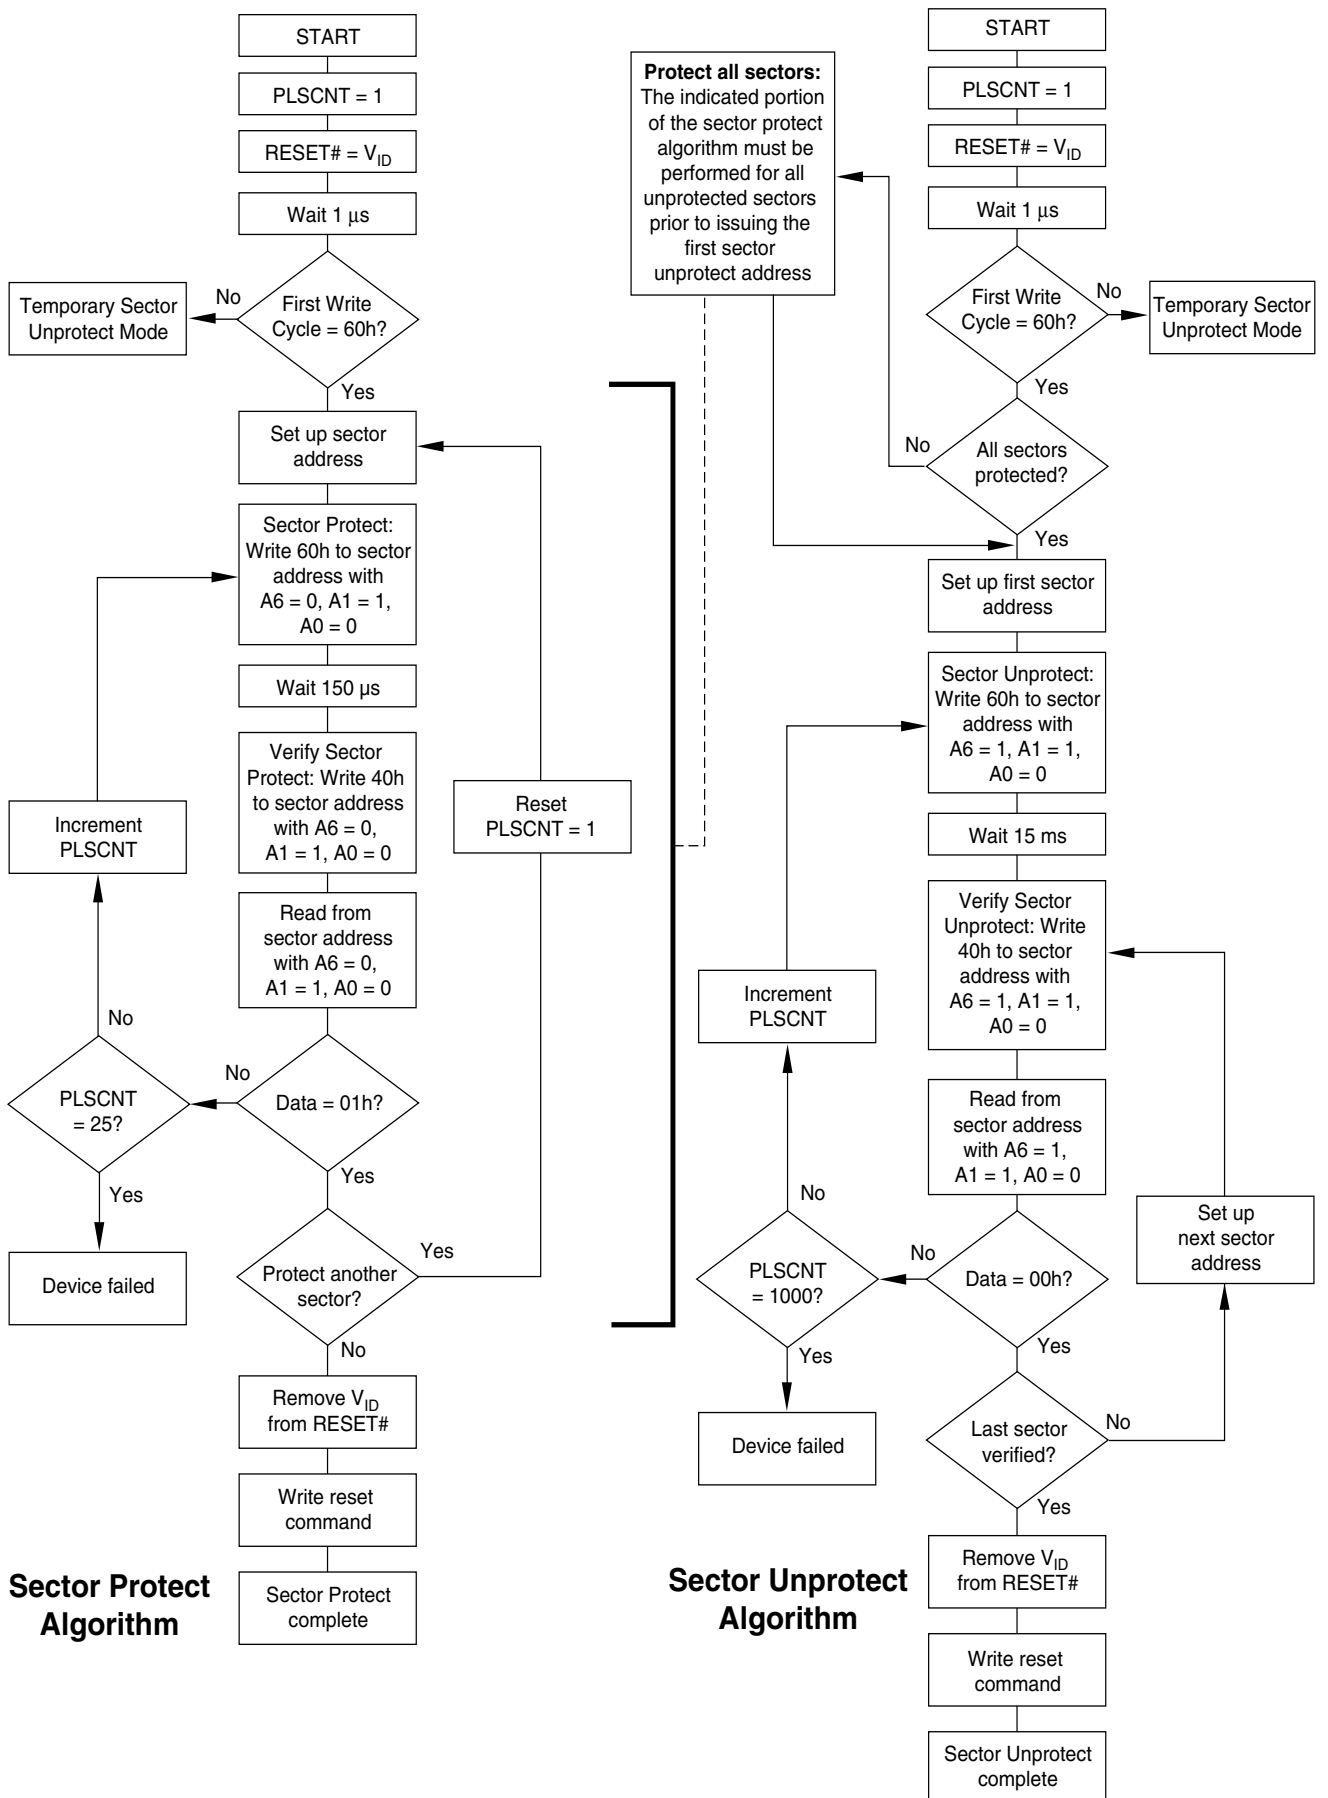 START
PLSCNT = 1
RESET# = VID
Wait 1 μs
First Write
Cycle = 60h?
No
Temporary Sector
Unprotect Mode
Yes
Set up sector
address
Sector Protect:
Write 60h to sector
address with
A6 = 0, A1 = 1,
A0 = 0
Wait 150 μs
Verify Sector
Protect: Write 40h
to sector address
with A6 = 0,
A1 = 1, A0 = 0
Increment
PLSCNT
Reset
PLSCNT = 1
Read from
sector address
with A6 = 0,
A1 = 1, A0 = 0
No
PLSCNT
= 25?
No
Data = 01h?
Yes
Yes
Device failed
Protect another
sector?
Yes
No
Remove VID
from RESET#
Write reset
command
Sector Protect
complete
Sector Protect
Algorithm
Protect all sectors:
The indicated portion
of the sector protect
algorithm must be
performed for all
unprotected sectors
prior to issuing the
first sector
unprotect address
START
PLSCNT = 1
RESET# = VID
Wait 1 μs
First Write
Cycle = 60h?
No
Temporary Sector
Unprotect Mode
Yes
No
All sectors
protected?
Yes
Set up first sector
address
Sector Unprotect:
Write 60h to sector
address with
A6 = 1, A1 = 1,
A0 = 0
Wait 15 ms
Verify Sector
Unprotect: Write
40h to sector
address with
A6 = 1, A1 = 1,
A0 = 0
Increment
PLSCNT
Read from
sector address
with A6 = 1,
A1 = 1, A0 = 0
No
Set up
next sector
address
PLSCNT
= 1000?
No
Data = 00h?
Yes
Yes
Device failed
Last sector
verified?
No
Yes
Remove VID
from RESET#
Write reset
command
Sector Unprotect
complete
Sector Unprotect
Algorithm